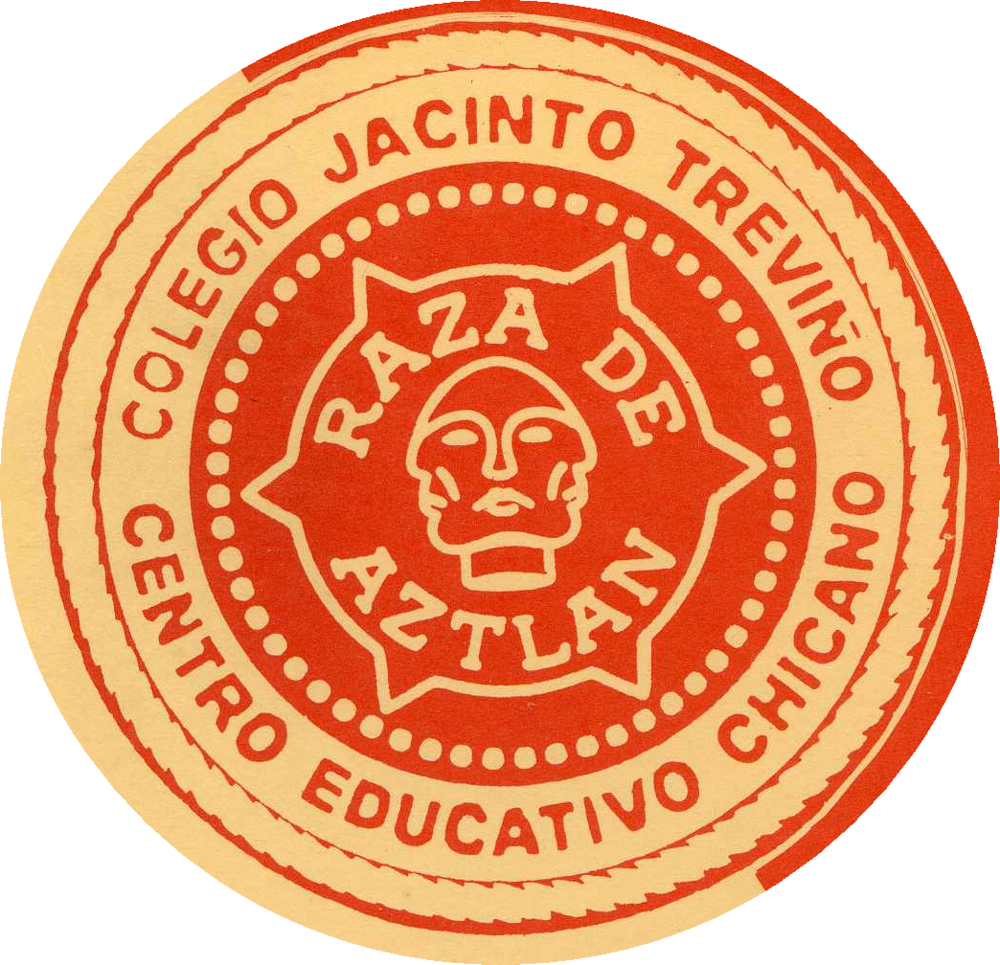 COLEGIO JACINTO TREVIÑO
CENTRO EDUCATIVO CHICANO
RAZA DE
AZTLAN